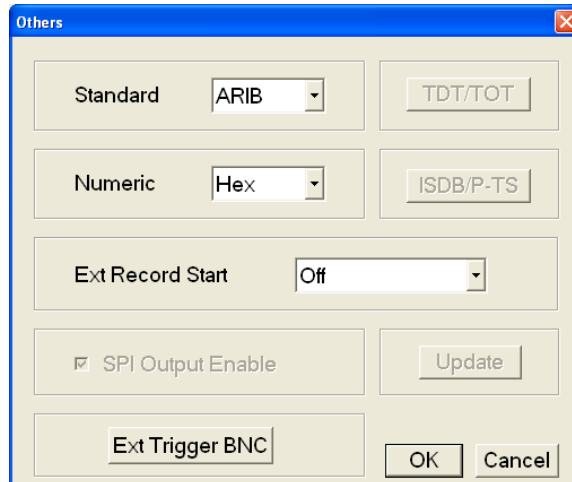 Others
Standard ARIB TDT/TOT
Numeric Hex ISDB/P-TS
Ext Record Start Off
SPI Output Enable Update
Ext Trigger BNC OK Cancel